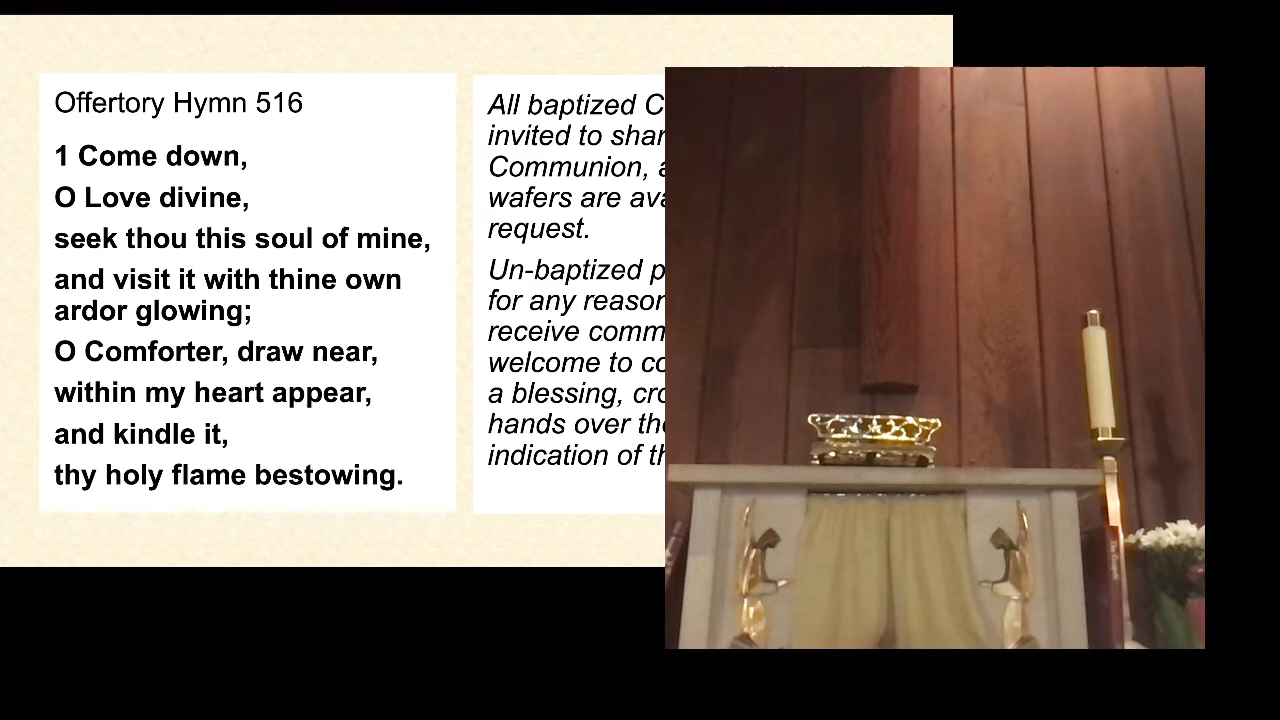 Offertory Hymn 516
1 Come down,
O Love divine,
seek thou this soul of mine,
and visit it with thine own
ardor glowing;
O Comforter, draw near,
within my heart appear,
and kindle it,
thy holy flame bestowing.
All baptized C
invited to shar
Communion, a
wafers are ava
request.
Un-baptized p
for any reason
receive comm
welcome to co
a blessing, cro
hands over the
indication of th